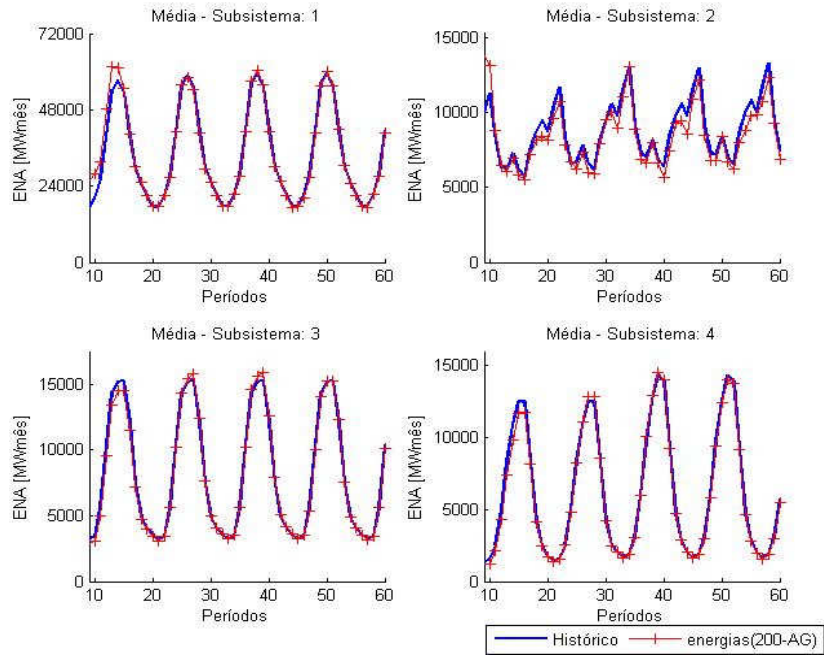 Média - Subsistema: 1
72000
48000
24000
0
ENA [MWmês]
10 20 30 40 50 60
Períodos
Média - Subsistema: 2
15000
10000
5000
0
ENA [MWmês]
10 20 30 40 50 60
Períodos
Média - Subsistema: 3
15000
10000
5000
0
ENA [MWmês]
10 20 30 40 50 60
Períodos
Média - Subsistema: 4
15000
10000
5000
0
ENA [MWmês]
10 20 30 40 50 60
Períodos
Histórico energias(200-AG)